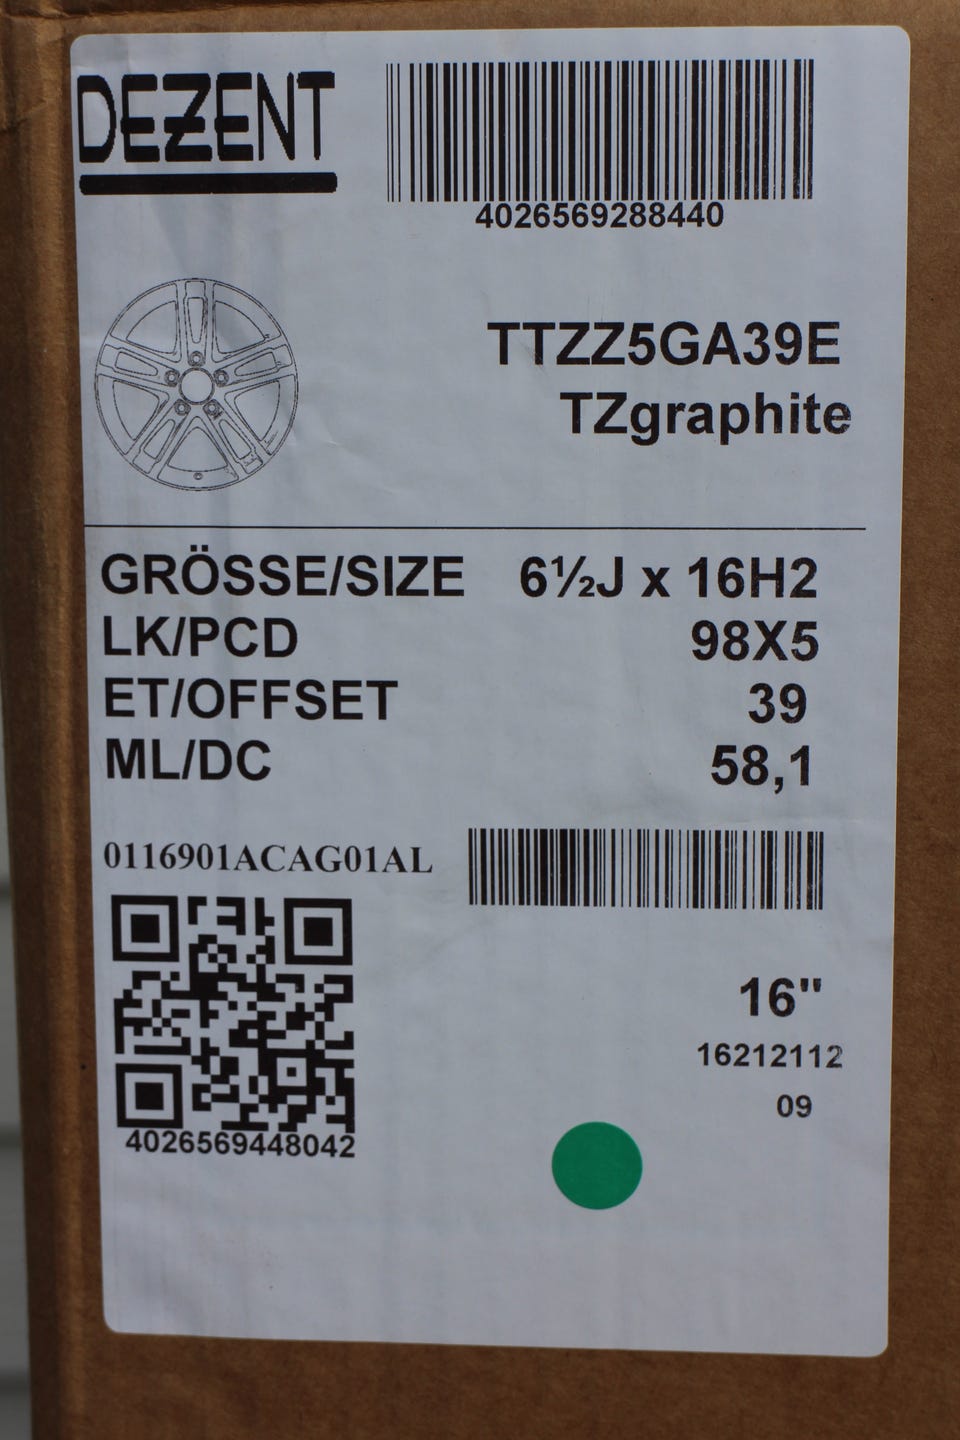 DEZENT
4026569288440
TTZZ5GA39E
TZgraphite
GRÖSSE/SIZE 6½J x 16H2
LK/PCD 98X5
ET/OFFSET 39
ML/DC 58,1
0116901ACAG01AL
16"
16212112
09
4026569448042